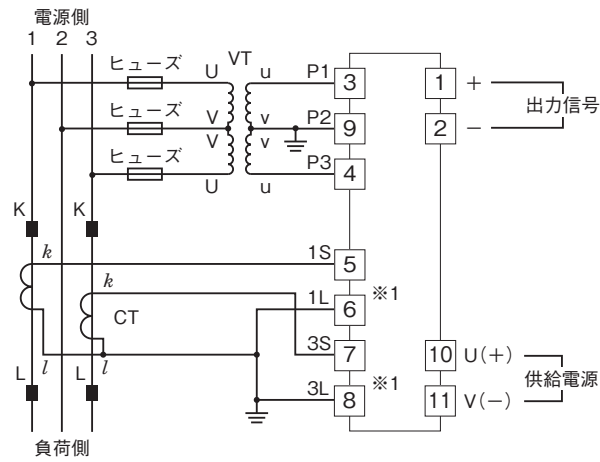 電源側
1 2 3
ヒューズ
VT
U u P1 3
1 +
出力信号
ヒューズ
V v P2 9
2 −
V v
ヒューズ
P3 4
U u
K K
k
1S 5
k
1L 6 ※1
CT
3S 7
10 U(+)
供給電源
L l L l
3L 8 ※1
11 V(−)
負荷側